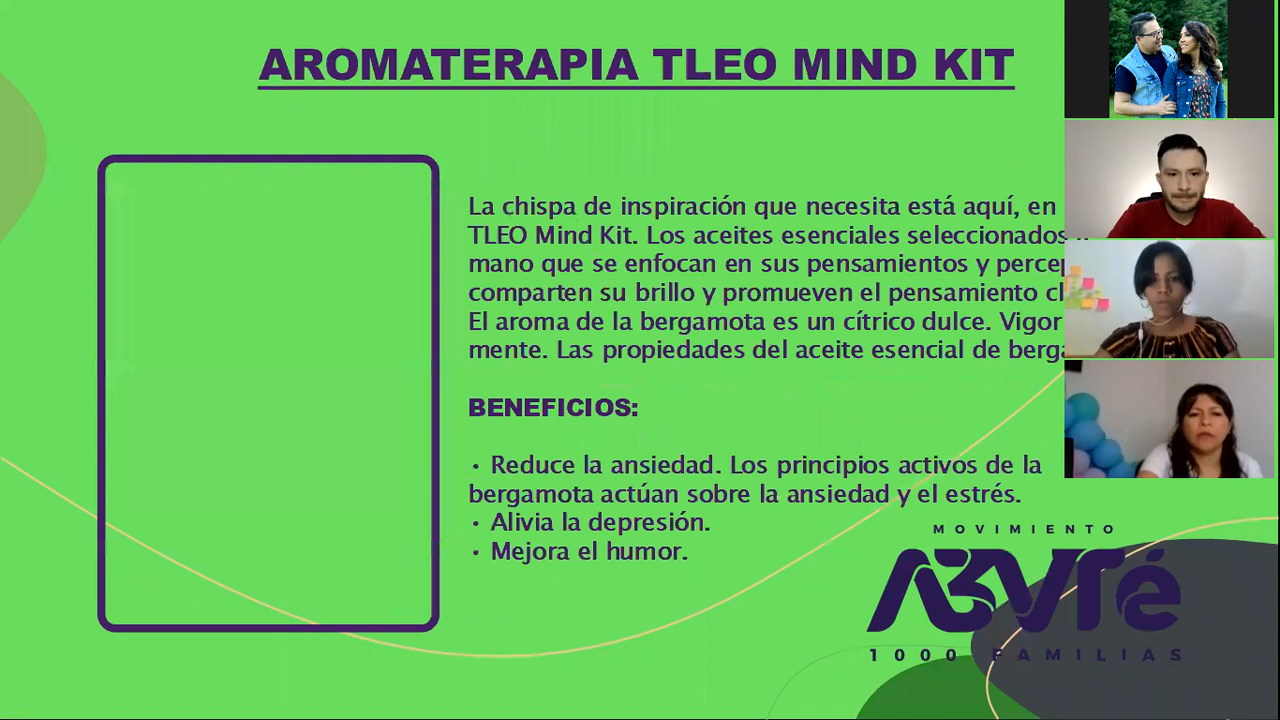 AROMATERAPIA TLEO MIND KIT
La chispa de inspiración que necesita está aquí, en
TLEO Mind Kit. Los aceites esenciales seleccionados
mano que se enfocan en sus pensamientos y
comparten su brillo y promueven el pensamiento
El aroma de la bergamota es un cítrico dulce. Vigor
mente. Las propiedades del aceite esencial de
BENEFICIOS:
• Reduce la ansiedad. Los principios activos de la
bergamota actúan sobre la ansiedad y el estrés.
• Alivia la depresión.
• Mejora el humor.
MOVIMIENTO
1000 FAMILIAS